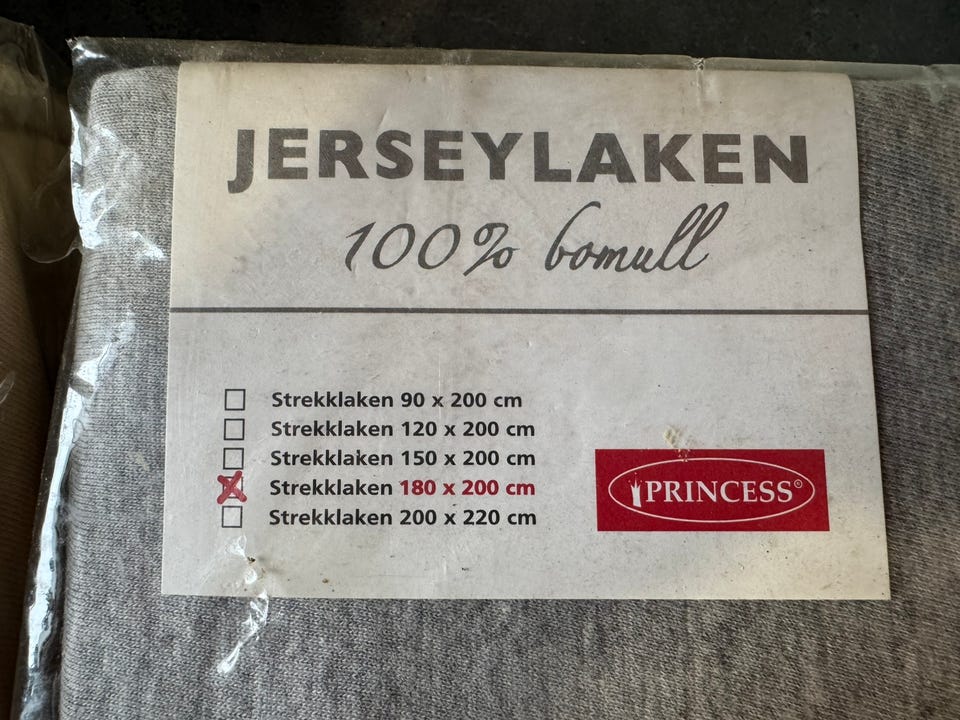 JERSEYLAKEN
100% bomull
Strekklaken 90 x 200 cm
Strekklaken 120 x 200 cm
Strekklaken 150 x 200 cm
Strekklaken 180 x 200 cm
Strekklaken 200 x 220 cm
PRINCESS®